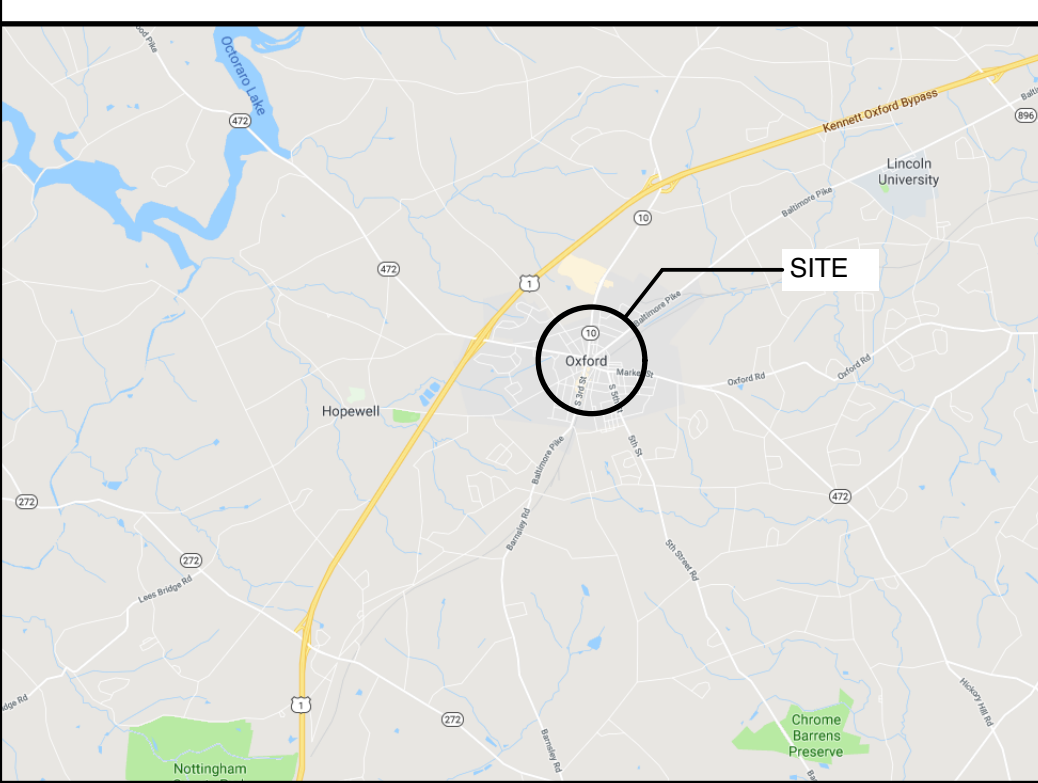 Octoraro Lake
472
Kennett Oxford Bypass
896
Lincoln
University
Baltimore Pike
10
472
1
SITE
Baltimore Pike
10
Oxford
Market St
Oxford Rd
Oxford Rd
S 3rd St
S 5th St
Hopewell
Baltimore Pike
5th St
272
472
Barnsley Rd
272
5th Street Rd
Lees Bridge Rd
Hickory Hill Rd
1
272
Chrome
Barrens
Preserve
Barnsley Rd
Nottingham